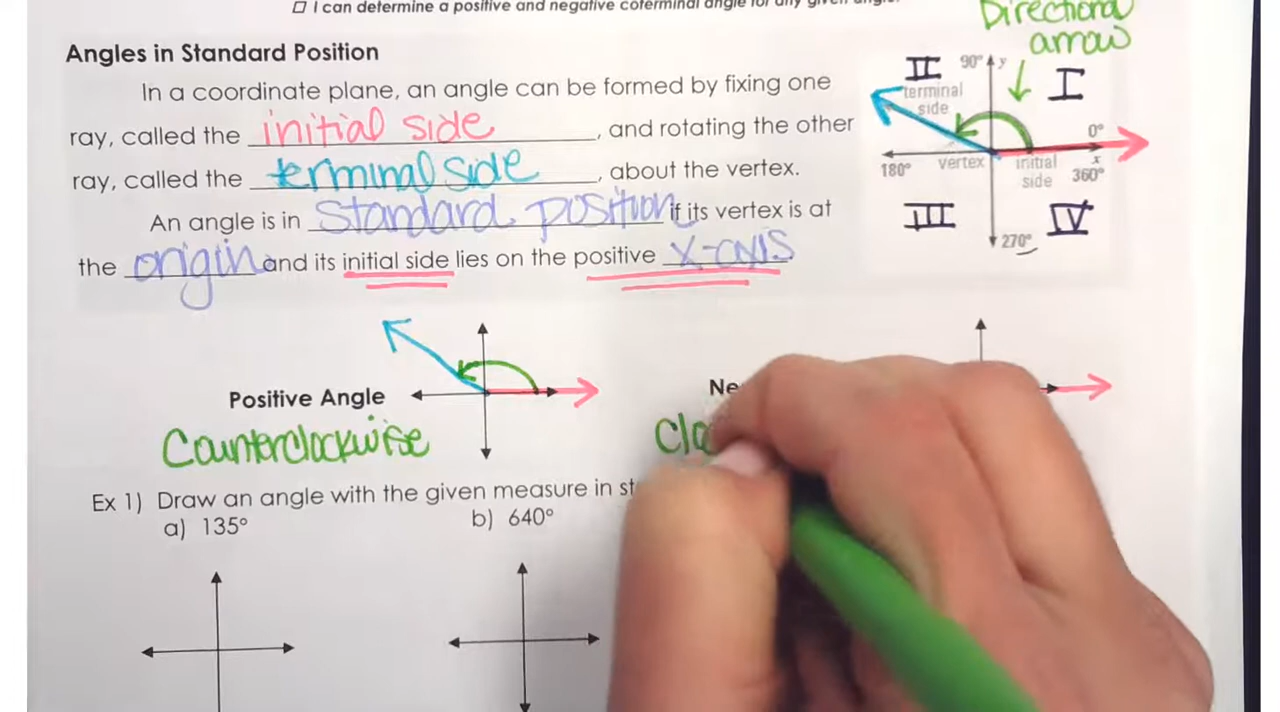 ☐ I can determine a positive and negative coterminal angle for any given angle.
Directional
arrow
Angles in Standard Position
In a coordinate plane, an angle can be formed by fixing one
ray, called the initial side, and rotating the other
ray, called the terminal side, about the vertex.
An angle is in standard position if its vertex is at
the origin and its initial side lies on the positive x-axis
II 90° y I
terminal
side
0°
180° vertex initial x
side 360°
III IV
270°
Positive Angle
Counterclockwise
Ne
Clo
Ex 1) Draw an angle with the given measure in st
a) 135° b) 640°